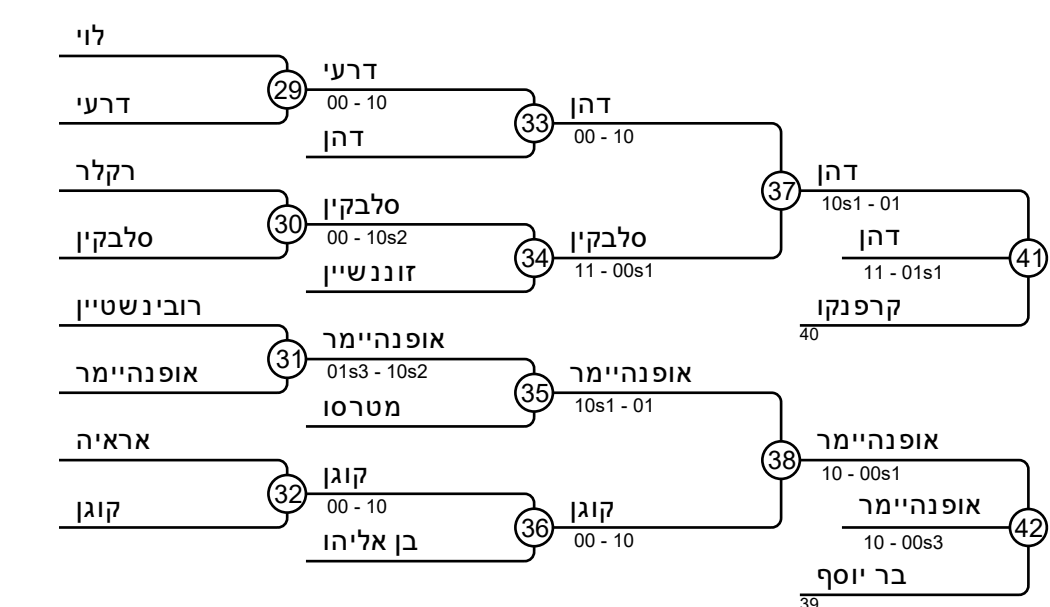 לוי
דרעי
29
דרעי
00 - 10
דהן
33
דהן
00 - 10
רקלר
סלבקין
30
סלבקין
00 - 10s2
זוננשיין
34
סלבקין
11 - 00s1
37
דהן
10s1 - 01
דהן
11 - 01s1
41
קרפנקו
40
רובינשטיין
אופנהיימר
31
אופנהיימר
01s3 - 10s2
מטרסו
35
אופנהיימר
10s1 - 01
אראיה
קוגן
32
קוגן
00 - 10
בן אליהו
36
קוגן
00 - 10
38
אופנהיימר
10 - 00s1
אופנהיימר
10 - 00s3
42
בר יוסף
39